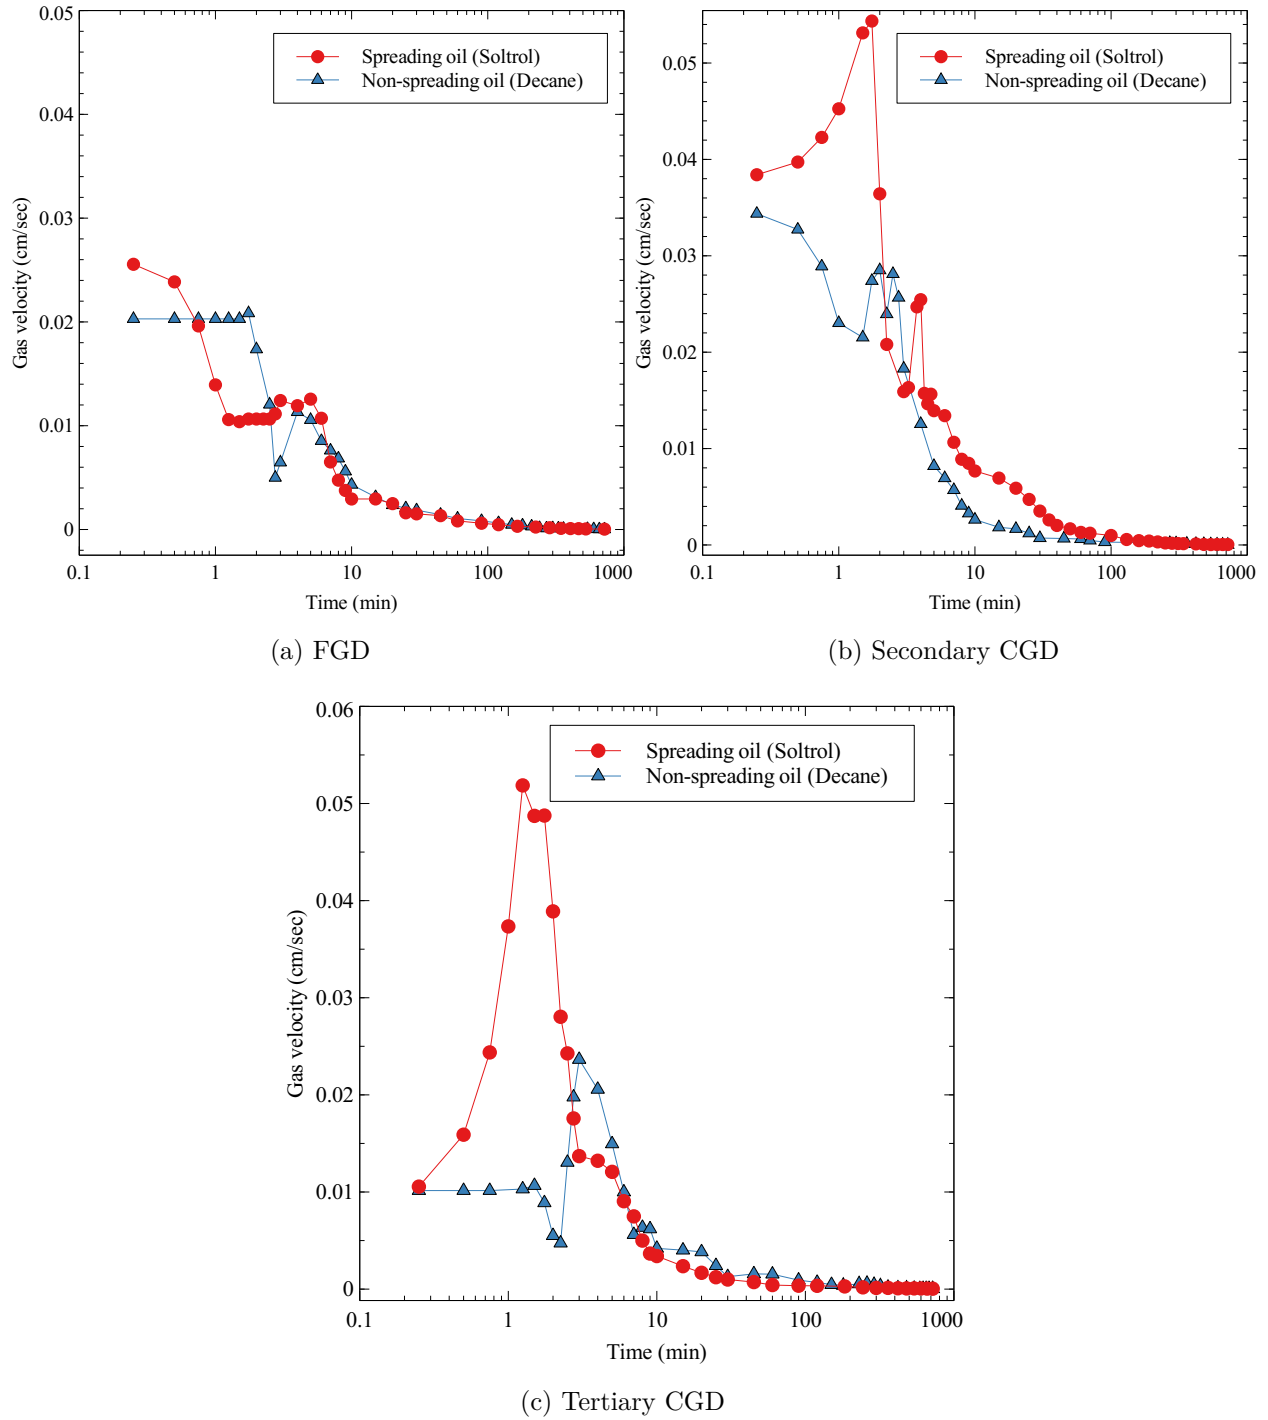 0.05
0.04
0.03
0.02
0.01
0
Gas velocity (cm/sec)
Spreading oil (Soltrol)
Non-spreading oil (Decane)
0.1
1
10
100
1000
Time (min)
(a) FGD
0.05
0.04
0.03
0.02
0.01
0
Gas velocity (cm/sec)
Spreading oil (Soltrol)
Non-spreading oil (Decane)
0.1
1
10
100
1000
Time (min)
(b) Secondary CGD
0.06
0.05
0.04
0.03
0.02
0.01
0
Gas velocity (cm/sec)
Spreading oil (Soltrol)
Non-spreading oil (Decane)
0.1
1
10
100
1000
Time (min)
(c) Tertiary CGD